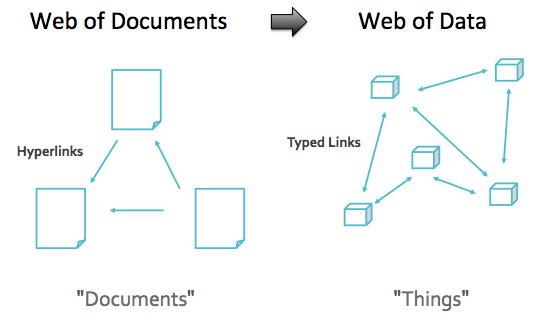 Web of Documents
Web of Data
Hyperlinks
Typed Links
"Documents"
"Things"